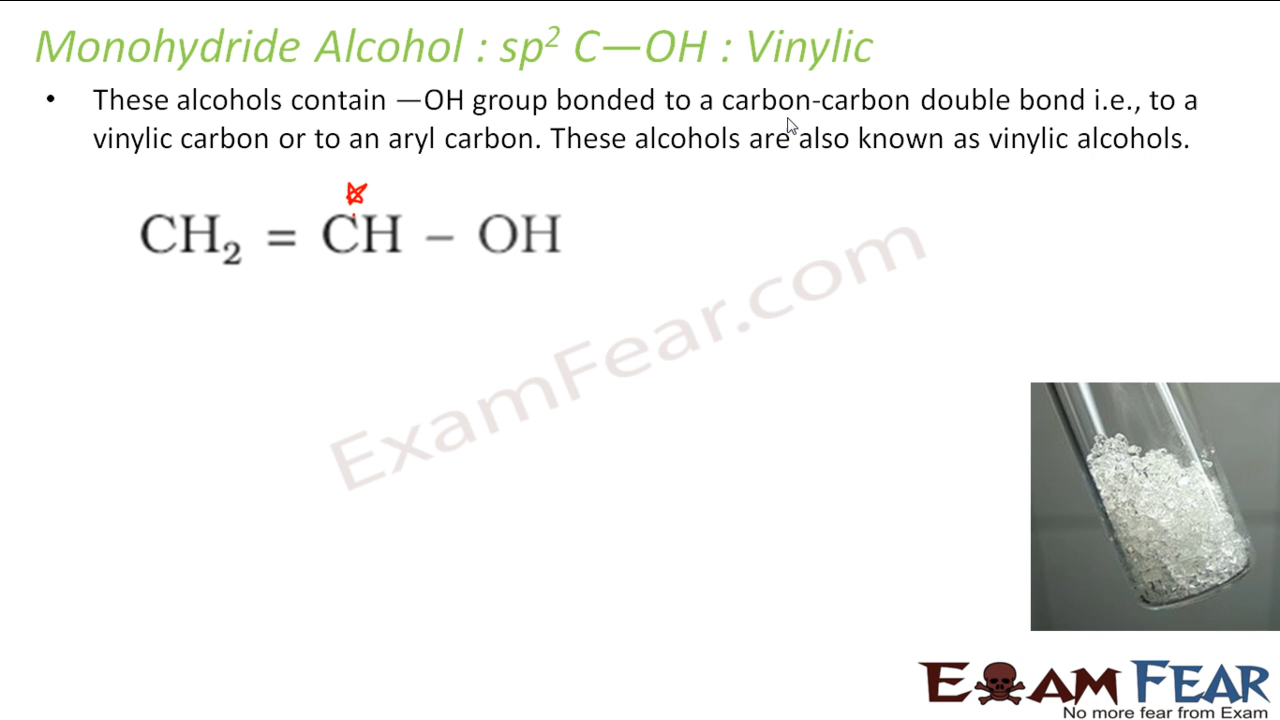 Monohydride Alcohol : sp² C—OH : Vinylic
• These alcohols contain —OH group bonded to a carbon-carbon double bond i.e., to a
vinylic carbon or to an aryl carbon. These alcohols are also known as vinylic alcohols.
CH₂ = CH – OH
ExamFear.com
EXAM FEAR
No more fear from Exam